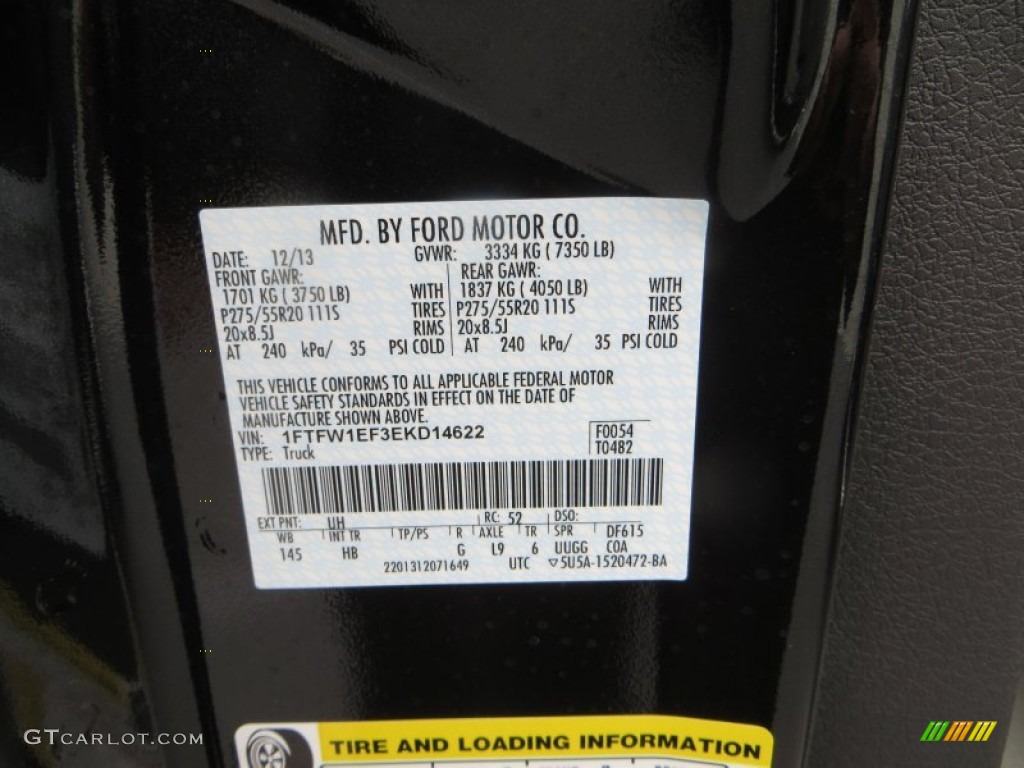 MFD. BY FORD MOTOR CO.
DATE: 12/13 GVWR: 3334 KG ( 7350 LB)
FRONT GAWR: REAR GAWR:
1701 KG ( 3750 LB) WITH 1837 KG ( 4050 LB) WITH
P275/55R20 111S TIRES P275/55R20 111S TIRES
20x8.5J RIMS 20x8.5J RIMS
AT 240 kPa/ 35 PSI COLD AT 240 kPa/ 35 PSI COLD
THIS VEHICLE CONFORMS TO ALL APPLICABLE FEDERAL MOTOR
VEHICLE SAFETY STANDARDS IN EFFECT ON THE DATE OF
MANUFACTURE SHOWN ABOVE.
VIN: 1FTFW1EF3EKD14622 F0054
TYPE: Truck T0482
EXT PNT: UH RC: 52 DSO:
WB INT TR TP/PS R AXLE TR SPR DF615
145 HB G L9 6 UUGG COA
2201312071649 UTC ▽5U5A-1520472-BA
TIRE AND LOADING INFORMATION
GTCARLOT.COM